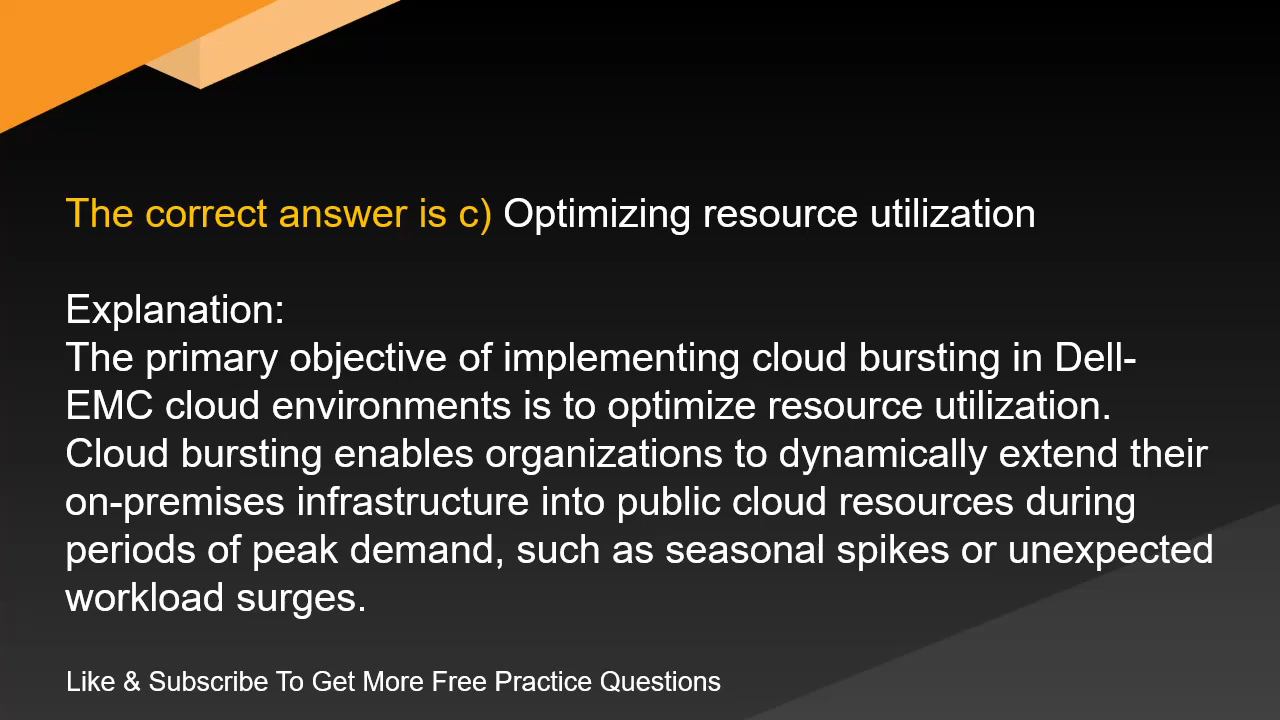 The correct answer is c) Optimizing resource utilization
Explanation:
The primary objective of implementing cloud bursting in Dell-
EMC cloud environments is to optimize resource utilization.
Cloud bursting enables organizations to dynamically extend their
on-premises infrastructure into public cloud resources during
periods of peak demand, such as seasonal spikes or unexpected
workload surges.
Like & Subscribe To Get More Free Practice Questions